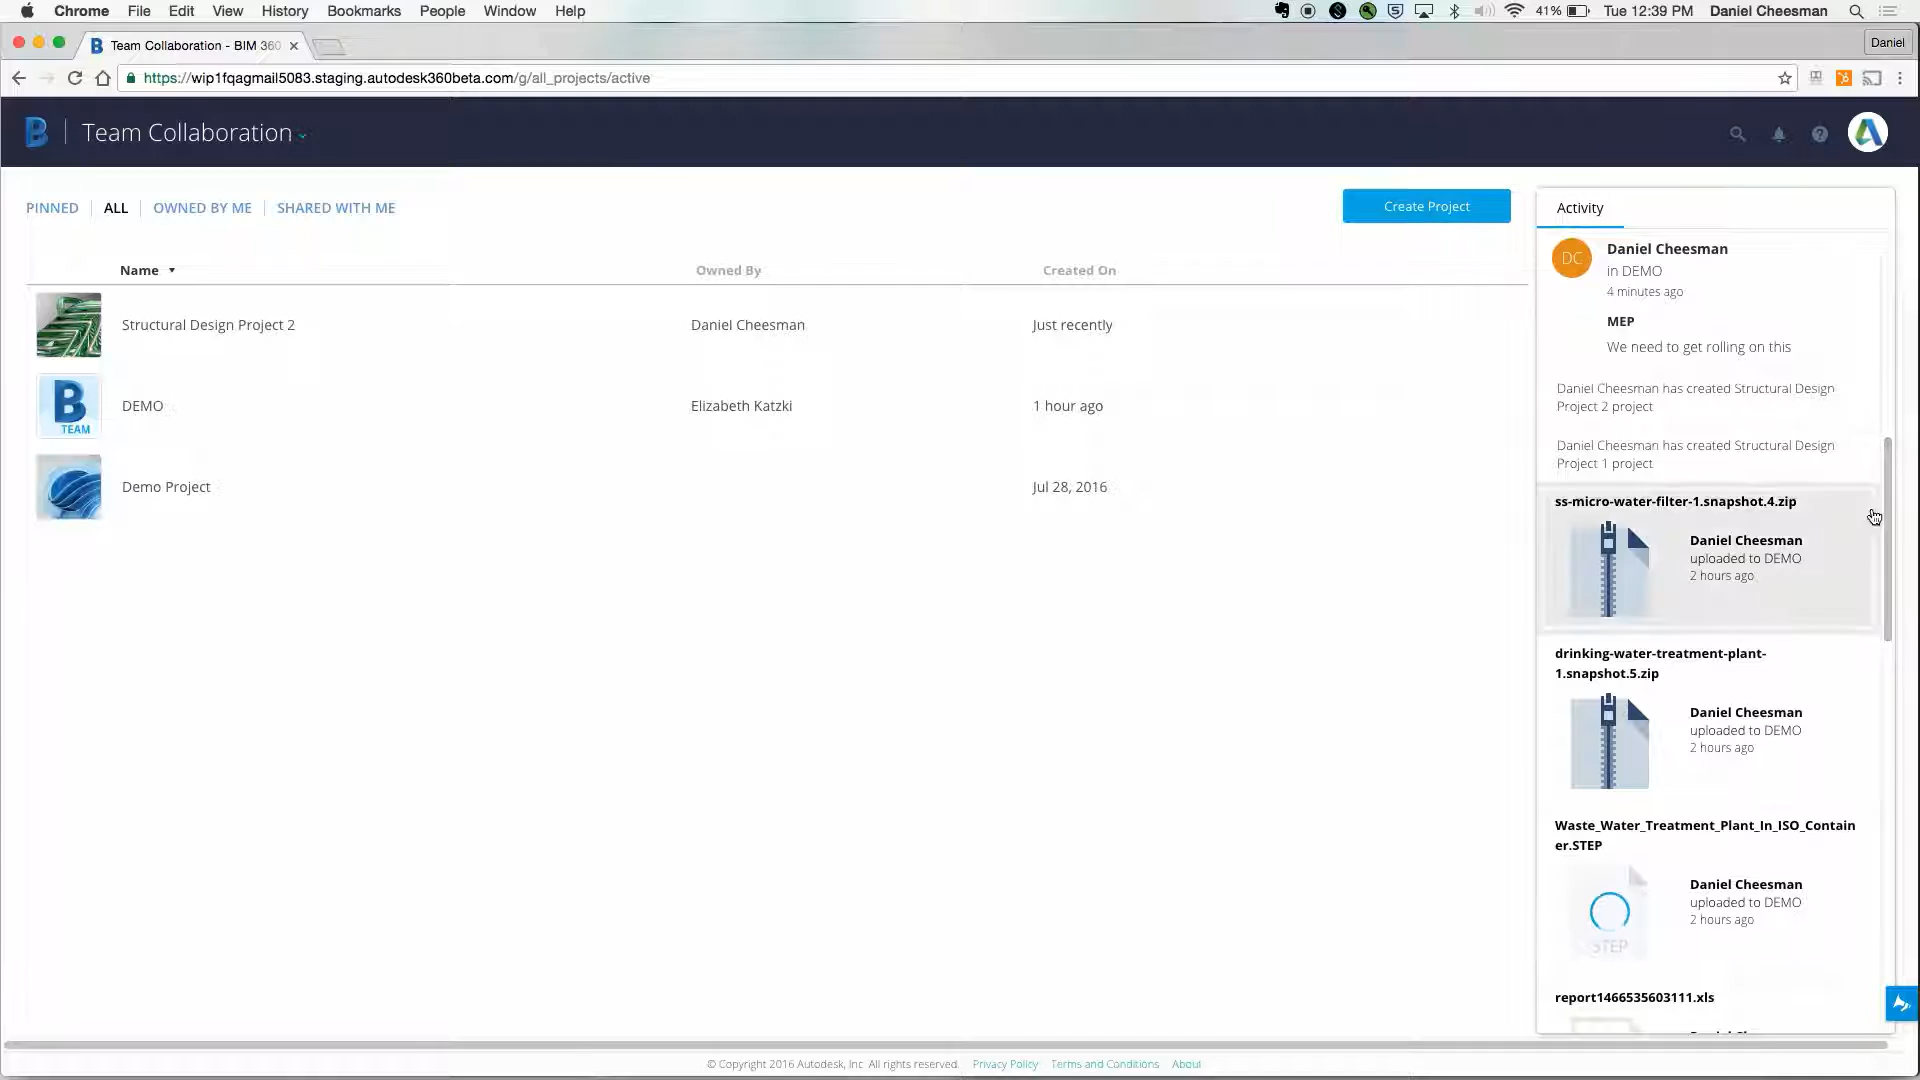 Chrome File Edit View History Bookmarks People Window Help
41% Tue 12:39 PM Daniel Cheesman
B Team Collaboration - BIM 360
Daniel
https://wip1fqagmail5083.staging.autodesk360beta.com/g/all_projects/active
B Team Collaboration
PINNED ALL OWNED BY ME SHARED WITH ME
Create Project
Name Owned By Created On
Structural Design Project 2 Daniel Cheesman Just recently
B TEAM
DEMO Elizabeth Katzki 1 hour ago
Demo Project Jul 28, 2016
Activity
DC
Daniel Cheesman
in DEMO
4 minutes ago
MEP
We need to get rolling on this
Daniel Cheesman has created Structural Design
Project 2 project
Daniel Cheesman has created Structural Design
Project 1 project
ss-micro-water-filter-1.snapshot.4.zip
Daniel Cheesman
uploaded to DEMO
2 hours ago
drinking-water-treatment-plant-
1.snapshot.5.zip
Daniel Cheesman
uploaded to DEMO
2 hours ago
Waste_Water_Treatment_Plant_In_ISO_Contain
er.STEP
STEP
Daniel Cheesman
uploaded to DEMO
2 hours ago
report1466535603111.xls
© Copyright 2016 Autodesk, Inc All rights reserved. Privacy Policy Terms and Conditions About